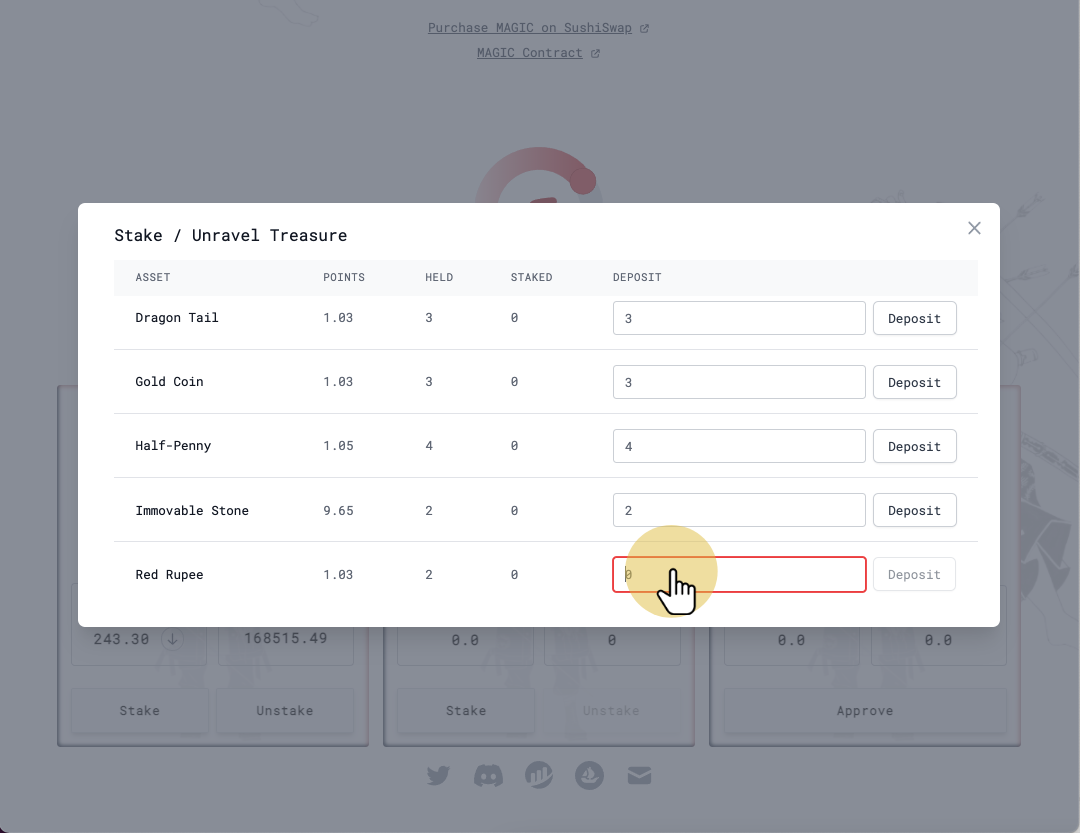 Purchase MAGIC on SushiSwap
MAGIC Contract
Stake / Unravel Treasure
ASSET POINTS HELD STAKED DEPOSIT
Dragon Tail 1.03 3 0 3 Deposit
Gold Coin 1.03 3 0 3 Deposit
Half-Penny 1.05 4 0 4 Deposit
Immovable Stone 9.65 2 0 2 Deposit
Red Rupee 1.03 2 0 0 Deposit
243.30 168515.49 0.0 0 0.0 0.0
Stake Unstake Stake Unstake Approve